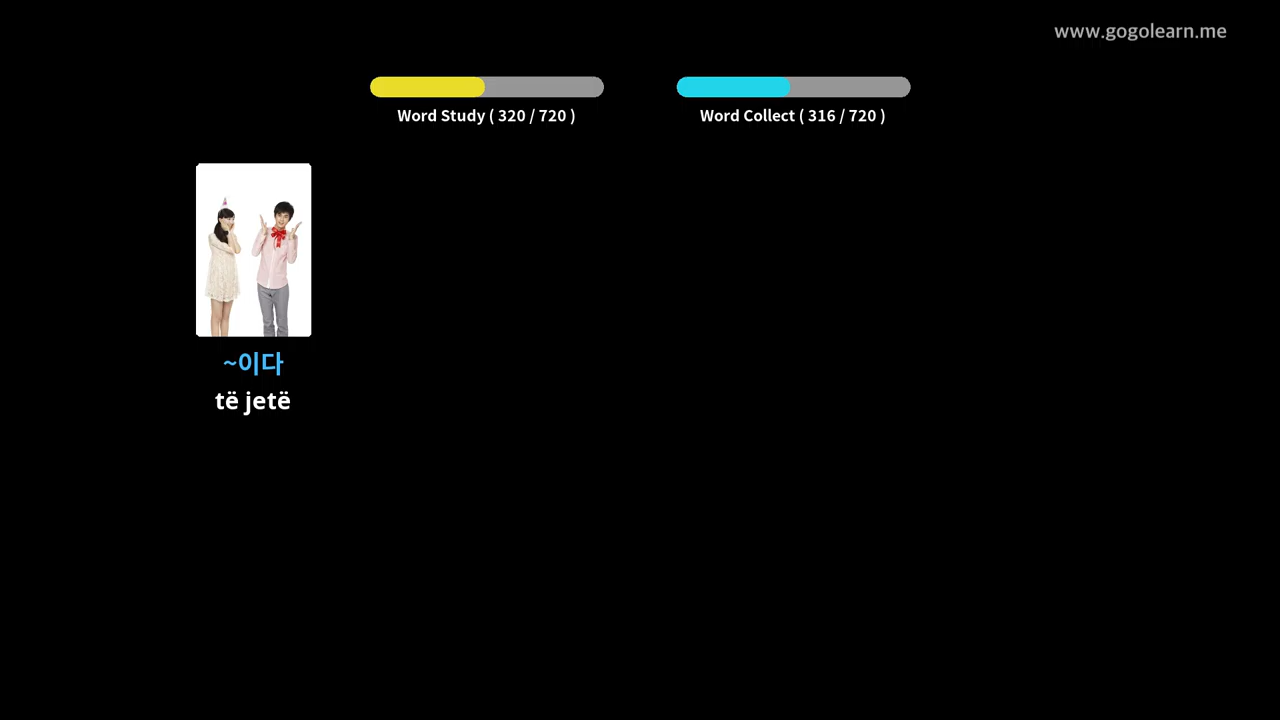 www.gogolearn.me
Word Study ( 320 / 720 )
Word Collect ( 316 / 720 )
~이다
të jetë